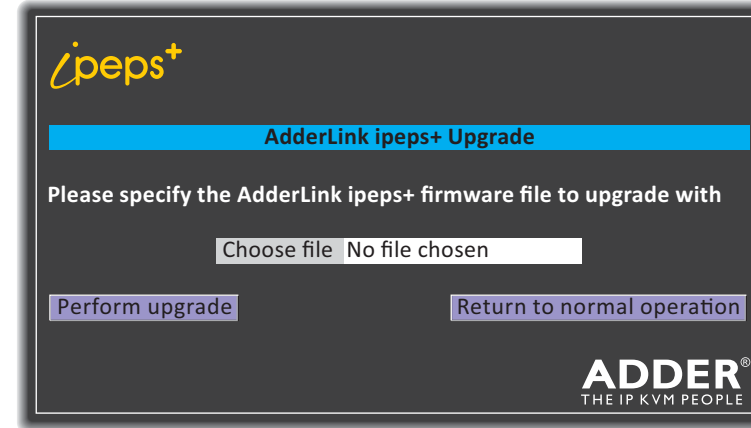 ipeps+
AdderLink ipeps+ Upgrade
Please specify the AdderLink ipeps+ firmware file to upgrade with
Choose file No file chosen
Perform upgrade Return to normal operation
ADDER®
THE IP KVM PEOPLE